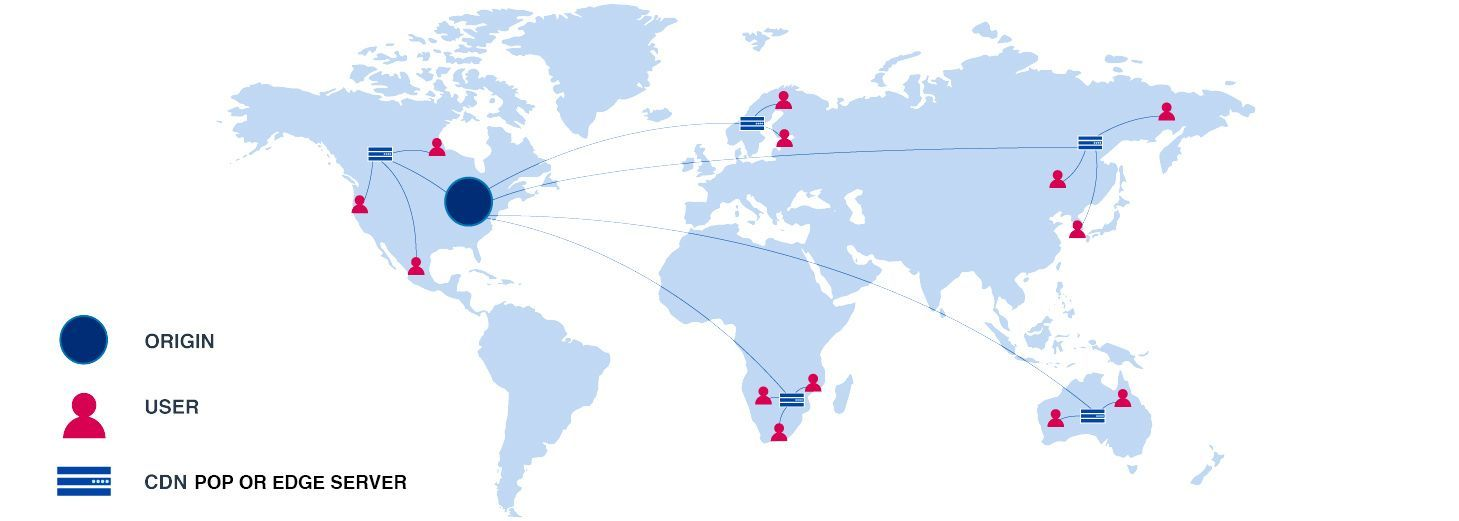 ORIGIN
USER
CDN POP OR EDGE SERVER